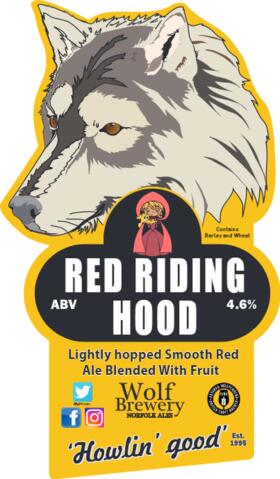 Contains
Barley and Wheat
RED RIDING
ABV
4.6%
HOOD
Lightly hopped Smooth Red
Ale Blended With Fruit
Wolf
Brewery
NORFOLK ALES
'Howlin' good'
Est.
1996